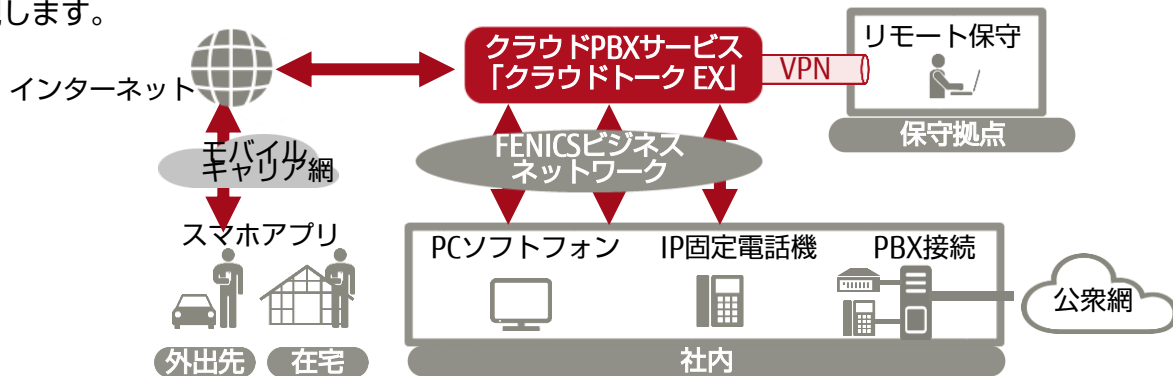 現します。
クラウドPBXサービス
「クラウドトーク EX」
VPN
リモート保守
保守拠点
インターネット
モバイル
キャリア網
FENICSビジネス
ネットワーク
スマホアプリ
PCソフトフォン
IP固定電話機
PBX接続
公衆網
外出先
在宅
社内